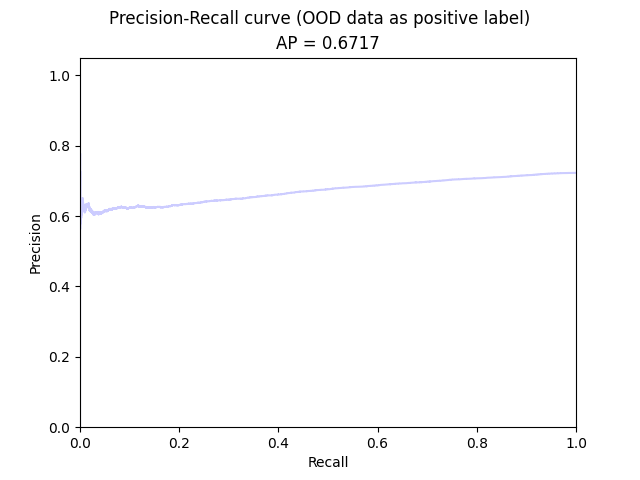 Precision-Recall curve (OOD data as positive label)
AP = 0.6717
1.0
0.8
0.6
0.4
0.2
0.0
Precision
0.0 0.2 0.4 0.6 0.8 1.0
Recall